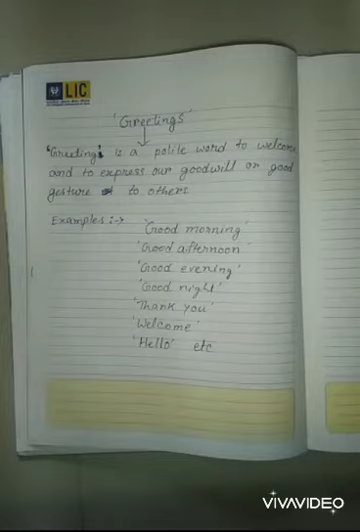 LIC
'Greetings'
'Greeting' is a polite word to welcome
and to express our goodwill or good
gesture to others
Examples :->
'Good morning'
'Good afternoon'
'Good evening'
'Good night'
'Thank you'
'Welcome'
'Hello' etc
VIVAVIDEO